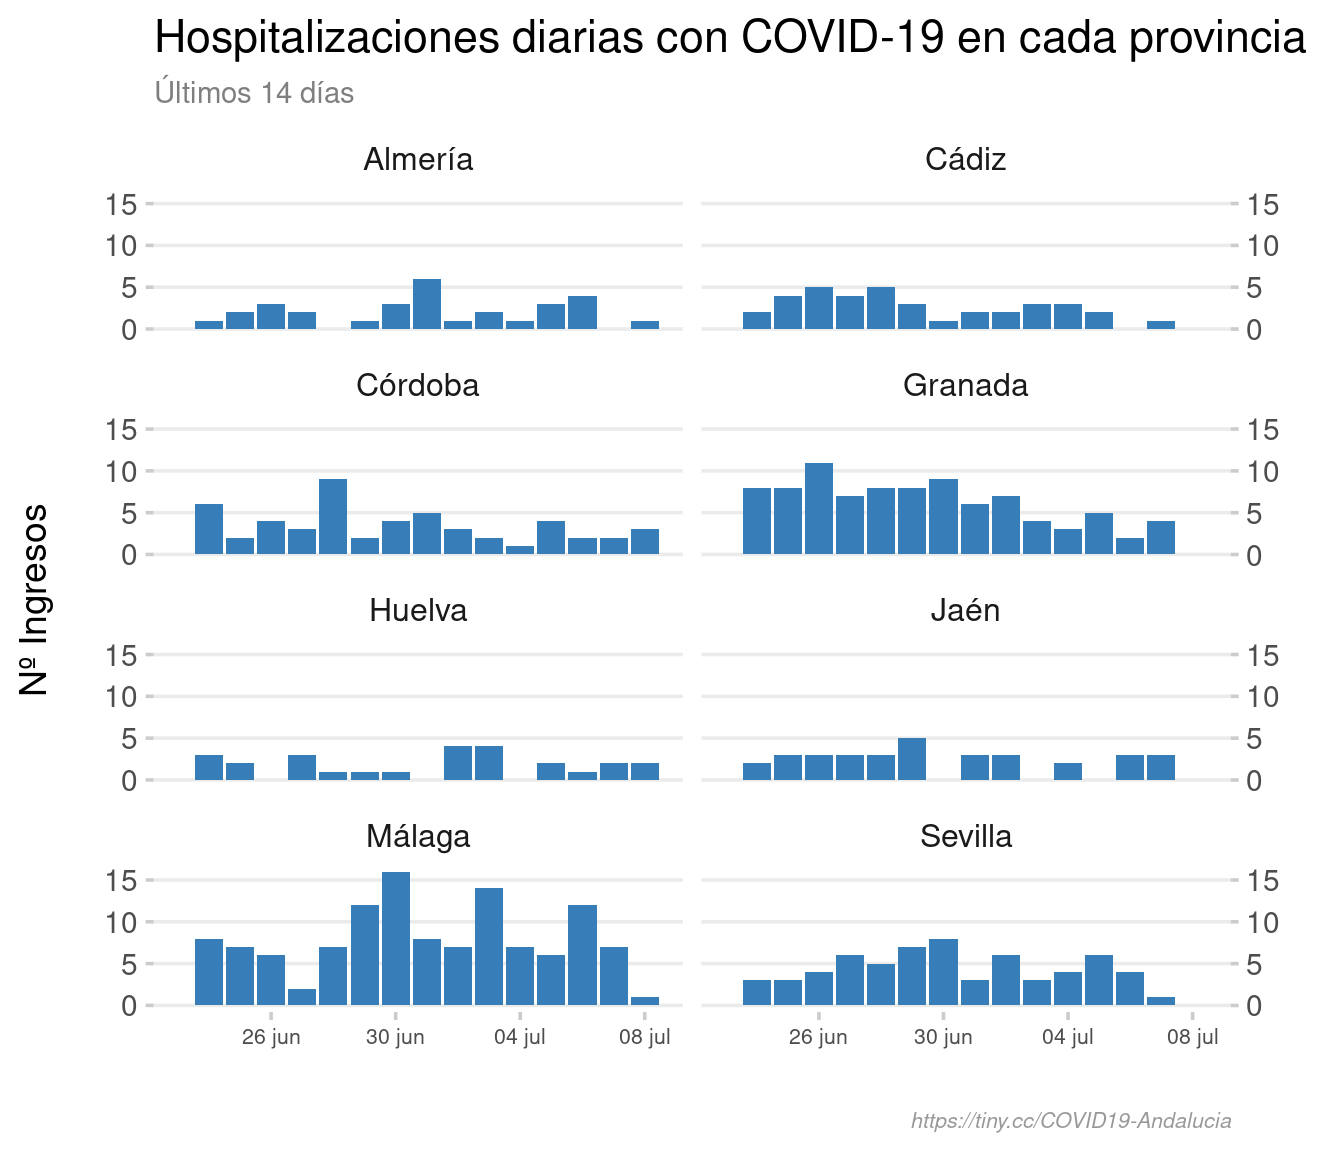 Hospitalizaciones diarias con COVID-19 en cada provincia
Últimos 14 días
Nº Ingresos
Almería
Cádiz
15
10
5
0
15
10
5
0
Córdoba
Granada
15
10
5
0
15
10
5
0
Huelva
Jaén
15
10
5
0
15
10
5
0
Málaga
Sevilla
15
10
5
0
15
10
5
0
26 jun 30 jun 04 jul 08 jul
26 jun 30 jun 04 jul 08 jul
https://tiny.cc/COVID19-Andalucia